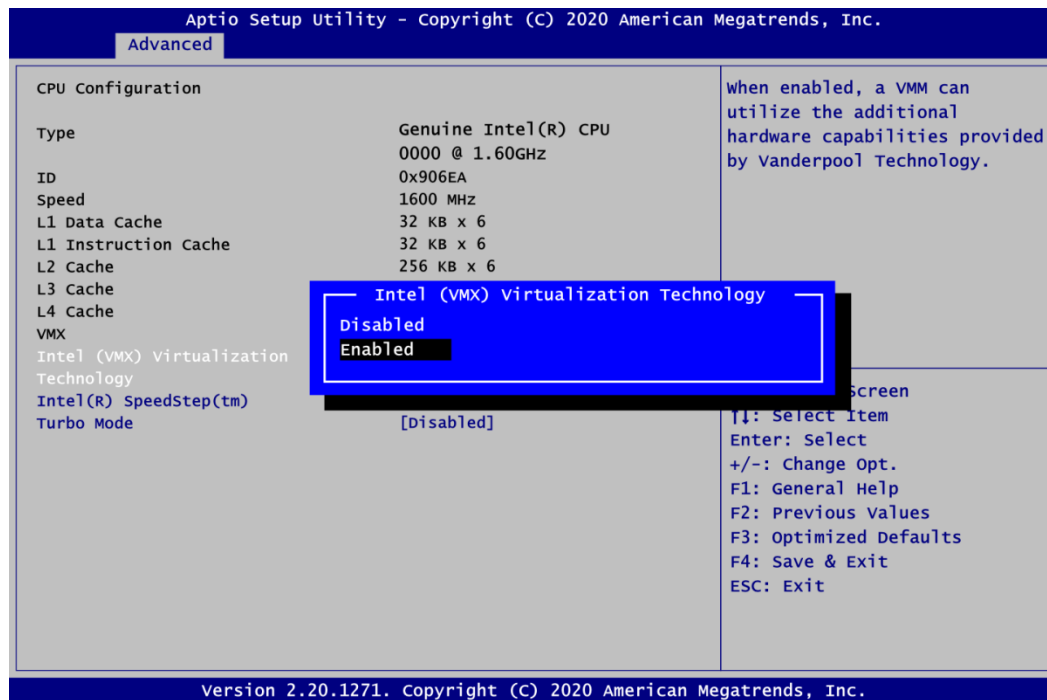 Aptio Setup Utility – Copyright (C) 2020 American Megatrends, Inc.
Advanced
CPU Configuration
Type Genuine Intel(R) CPU
0000 @ 1.60GHz
ID 0x906EA
Speed 1600 MHz
L1 Data Cache 32 KB x 6
L1 Instruction Cache 32 KB x 6
L2 Cache 256 KB x 6
L3 Cache
L4 Cache
VMX
Intel (VMX) Virtualization
Technology
Intel(R) SpeedStep(tm)
Turbo Mode [Disabled]
Intel (VMX) Virtualization Technology
Disabled
Enabled
When enabled, a VMM can
utilize the additional
hardware capabilities provided
by Vanderpool Technology.
Screen
↑↓: Select Item
Enter: Select
+/-: Change Opt.
F1: General Help
F2: Previous Values
F3: Optimized Defaults
F4: Save & Exit
ESC: Exit
Version 2.20.1271. Copyright (C) 2020 American Megatrends, Inc.